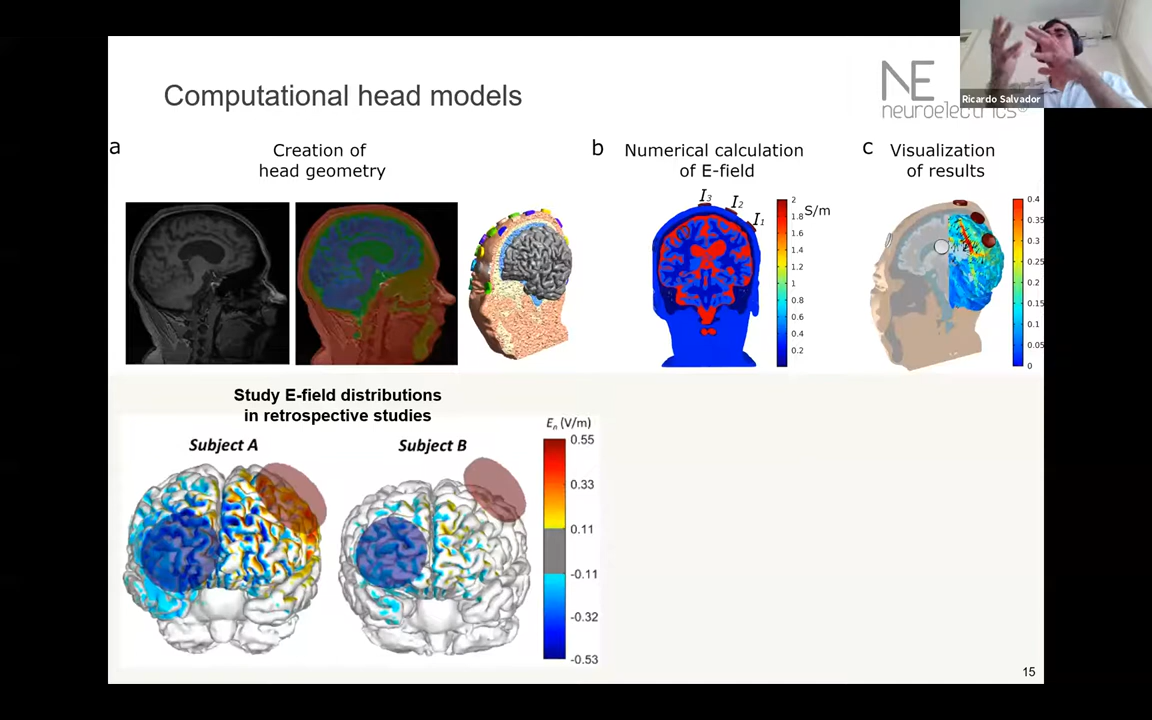 Computational head models
NE
neuroelectrics
Ricardo Salvador
a
Creation of
head geometry
b
Numerical calculation
of E-field
c
Visualization
of results
I3
I2
I1
S/m
2
1.8
1.6
1.4
1.2
1
0.8
0.6
0.4
0.2
0.4
0.35
0.3
0.25
0.2
0.15
0.1
0.05
0
Study E-field distributions
in retrospective studies
Subject A
Subject B
En (V/m)
0.55
0.33
0.11
-0.11
-0.32
-0.53
15